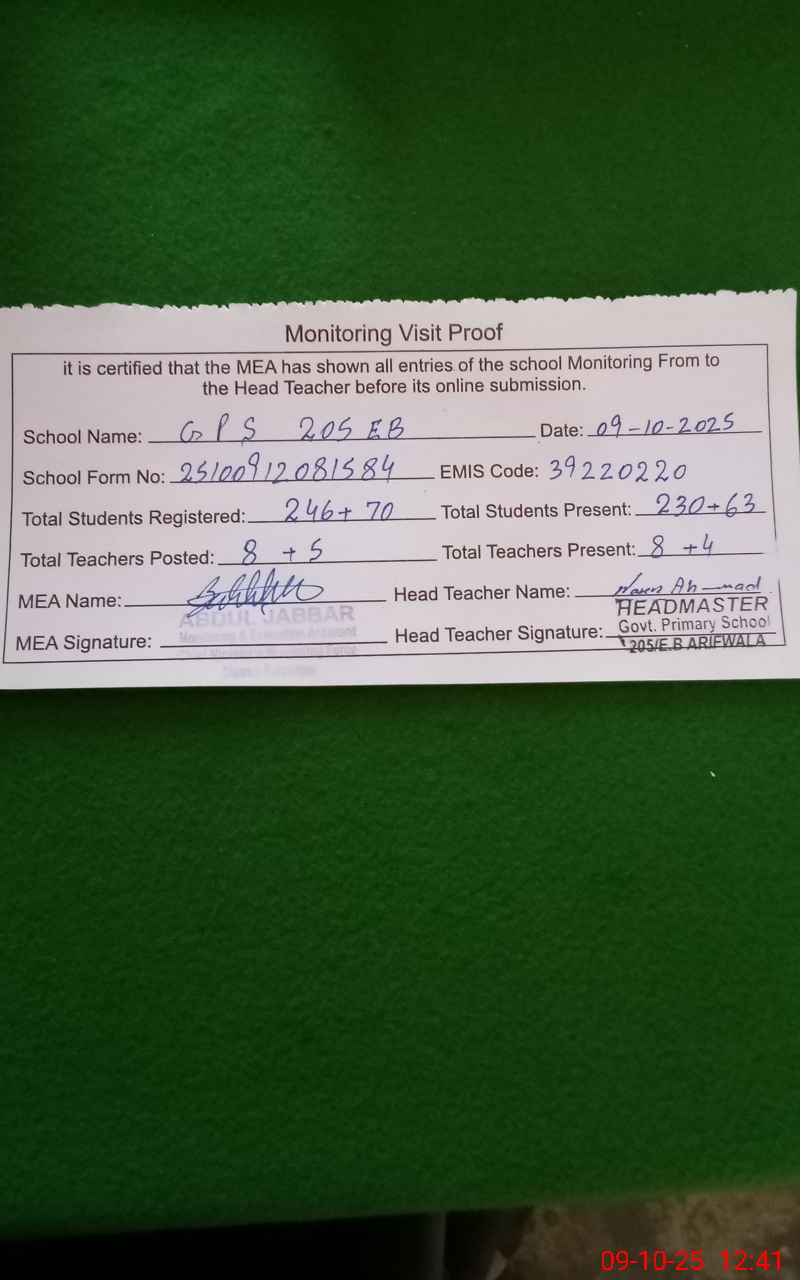 Monitoring Visit Proof
it is certified that the MEA has shown all entries of the school Monitoring From to
the Head Teacher before its online submission.
School Name: GPS 205 EB Date: 09-10-2025
School Form No: 25100912081584 EMIS Code: 39220220
Total Students Registered: 246+70 Total Students Present: 230+63
Total Teachers Posted: 8 +5 Total Teachers Present: 8 +4
MEA Name: Head Teacher Name: Ahmad
ABDUL JABBAR HEADMASTER
MEA Signature: Head Teacher Signature: Govt. Primary School
205/E.B ARIFWALA
09-10-25 12:41